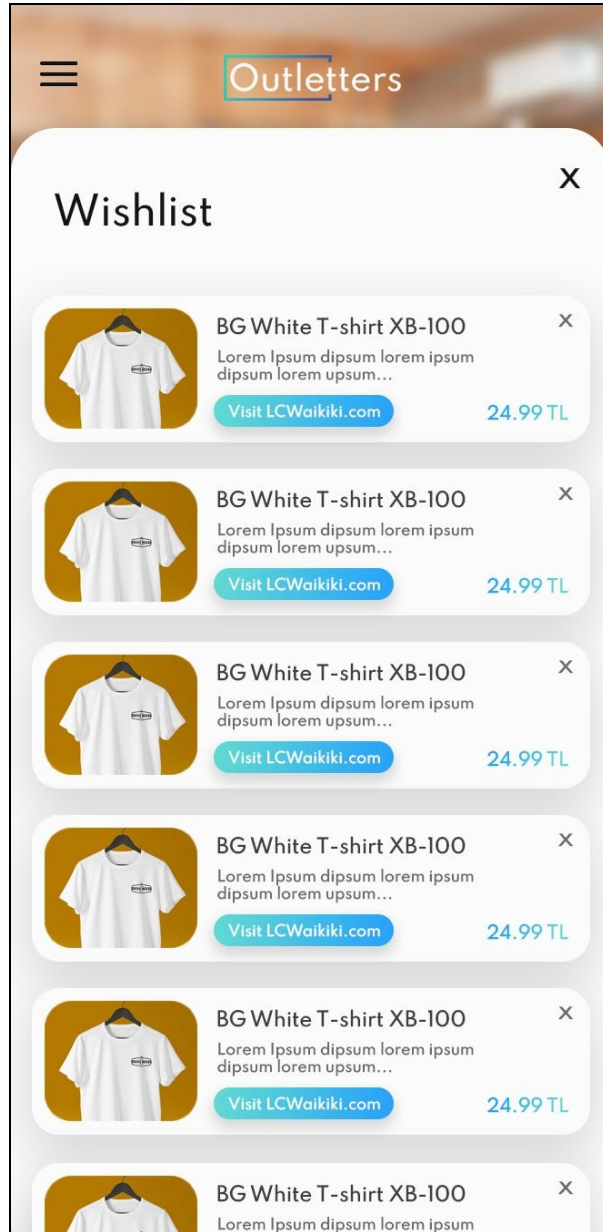 Outletters
X
Wishlist
BG White T-shirt XB-100
X
Lorem Ipsum dipsum lorem ipsum
dipsum lorem upsum...
Visit LCWaikiki.com
24.99 TL
BG White T-shirt XB-100
X
Lorem Ipsum dipsum lorem ipsum
dipsum lorem upsum...
Visit LCWaikiki.com
24.99 TL
BG White T-shirt XB-100
X
Lorem Ipsum dipsum lorem ipsum
dipsum lorem upsum...
Visit LCWaikiki.com
24.99 TL
BG White T-shirt XB-100
X
Lorem Ipsum dipsum lorem ipsum
dipsum lorem upsum...
Visit LCWaikiki.com
24.99 TL
BG White T-shirt XB-100
X
Lorem Ipsum dipsum lorem ipsum
dipsum lorem upsum...
Visit LCWaikiki.com
24.99 TL
BG White T-shirt XB-100
X
Lorem Ipsum dipsum lorem ipsum